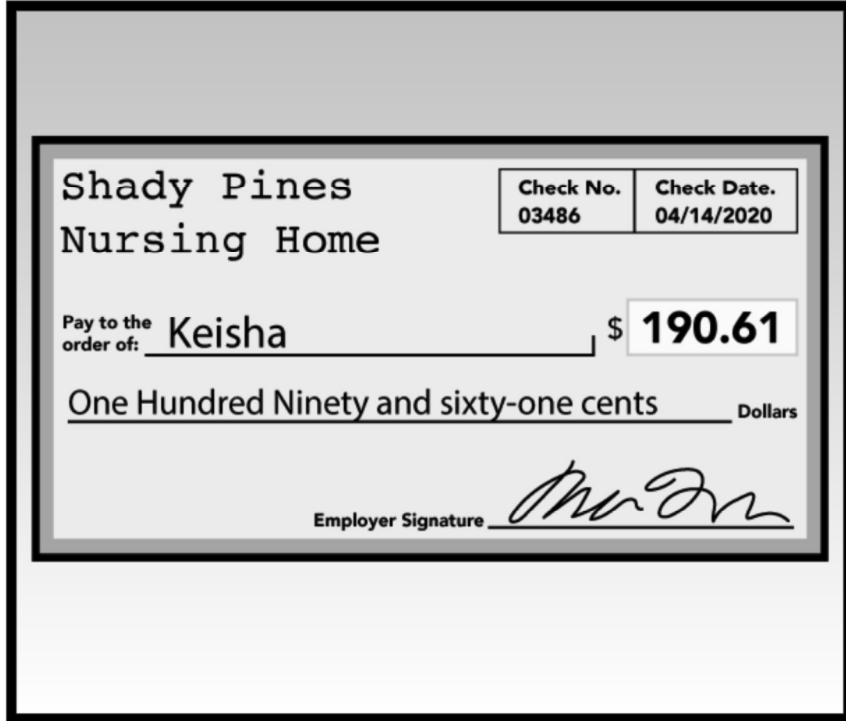 Shady Pines
Nursing Home
Check No.
03486
Check Date.
04/14/2020
Pay to the
order of: Keisha
$ 190.61
One Hundred Ninety and sixty-one cents Dollars
Employer Signature